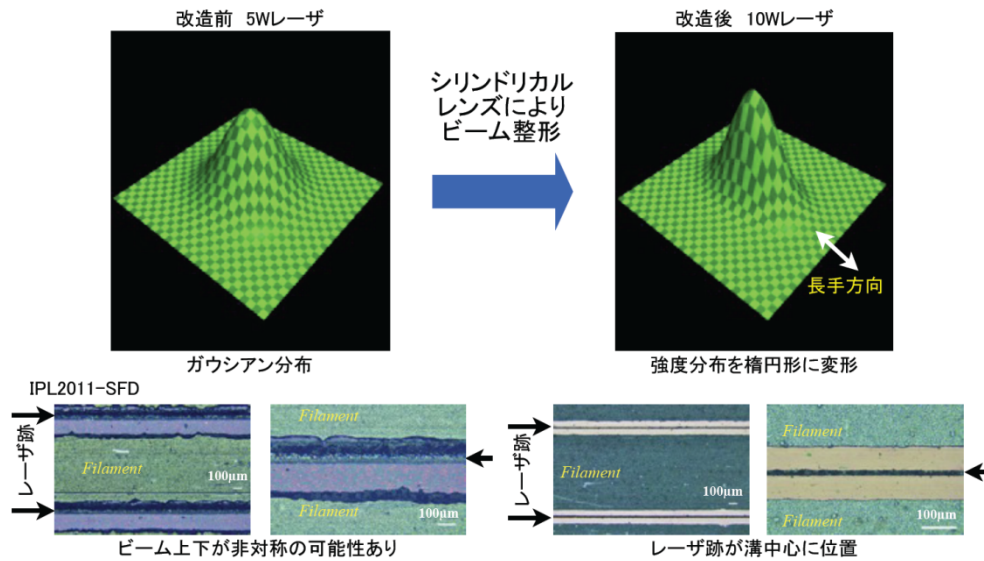 改造前 5Wレーザ
改造後 10Wレーザ
シリンドリカル
レンズにより
ビーム整形
長手方向
ガウシアン分布
強度分布を楕円形に変形
IPL2011-SFD
レーザ跡
Filament
100μm
Filament
Filament
100μm
レーザ跡
Filament
100μm
Filament
Filament
100μm
ビーム上下が非対称の可能性あり
レーザ跡が溝中心に位置